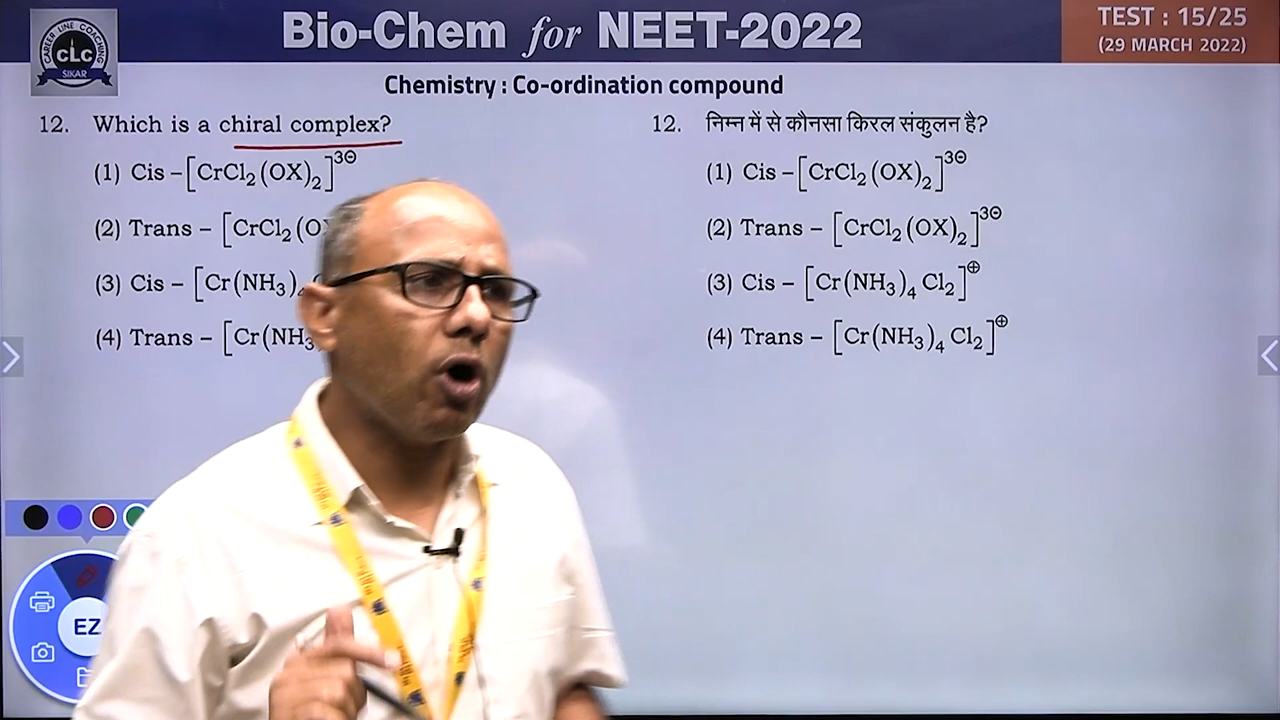 CAREER LINE COACHING
CLC
SIKAR
Bio-Chem for NEET-2022
TEST : 15/25
(29 MARCH 2022)
Chemistry : Co-ordination compound
12. Which is a chiral complex?
(1) Cis –[CrCl₂(OX)₂]³⊖
(2) Trans – [CrCl₂(O
(3) Cis – [Cr(NH₃)₄
(4) Trans – [Cr(NH₃
12. निम्न में से कौनसा किरल संकुलन है?
(1) Cis –[CrCl₂(OX)₂]³⊖
(2) Trans – [CrCl₂(OX)₂]³⊖
(3) Cis – [Cr(NH₃)₄ Cl₂]⊕
(4) Trans – [Cr(NH₃)₄ Cl₂]⊕
EZ